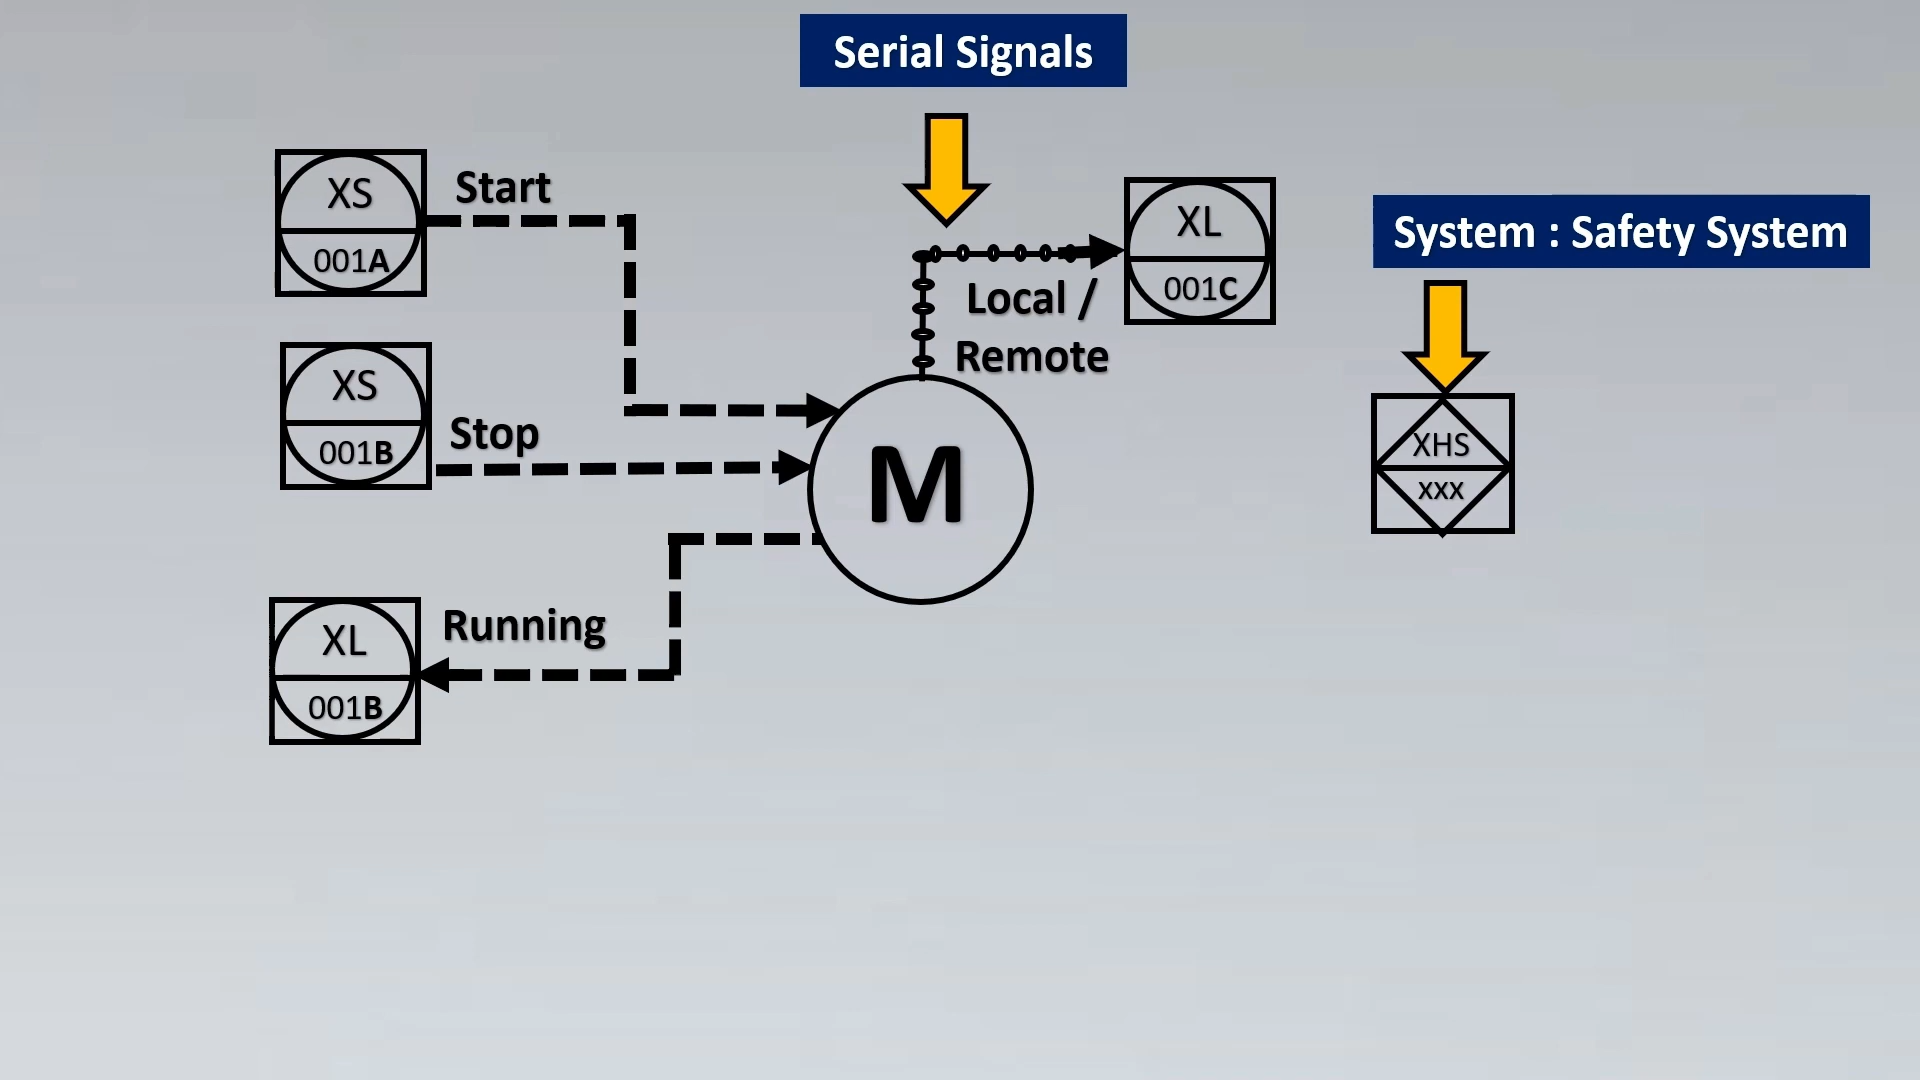 Serial Signals
XS
001A
Start
XS
001B
Stop
XL
001B
Running
M
Local /
Remote
XL
001C
System : Safety System
XHS
xxx